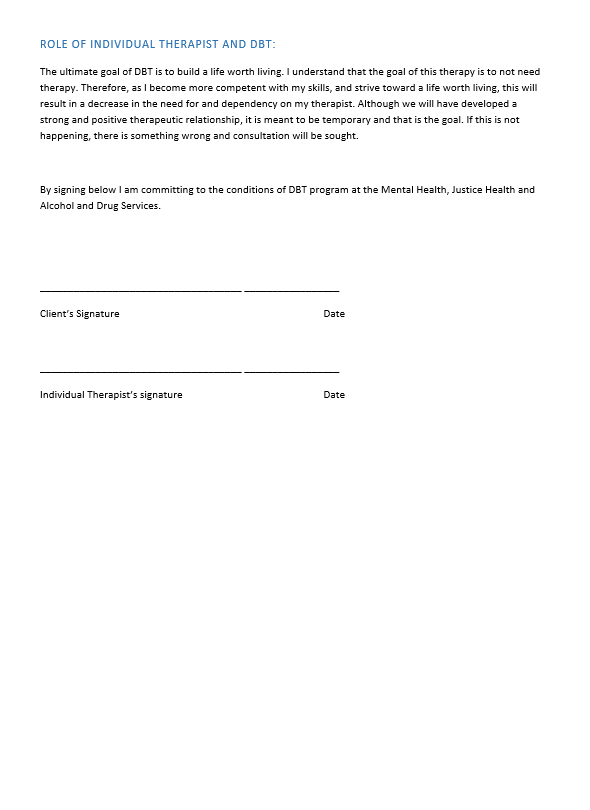 ROLE OF INDIVIDUAL THERAPIST AND DBT:
The ultimate goal of DBT is to build a life worth living. I understand that the goal of this therapy is to not need
therapy. Therefore, as I become more competent with my skills, and strive toward a life worth living, this will
result in a decrease in the need for and dependency on my therapist. Although we will have developed a
strong and positive therapeutic relationship, it is meant to be temporary and that is the goal. If this is not
happening, there is something wrong and consultation will be sought.
By signing below I am committing to the conditions of DBT program at the Mental Health, Justice Health and
Alcohol and Drug Services.
____________________________________ _________________
Client’s Signature Date
____________________________________ _________________
Individual Therapist’s signature Date